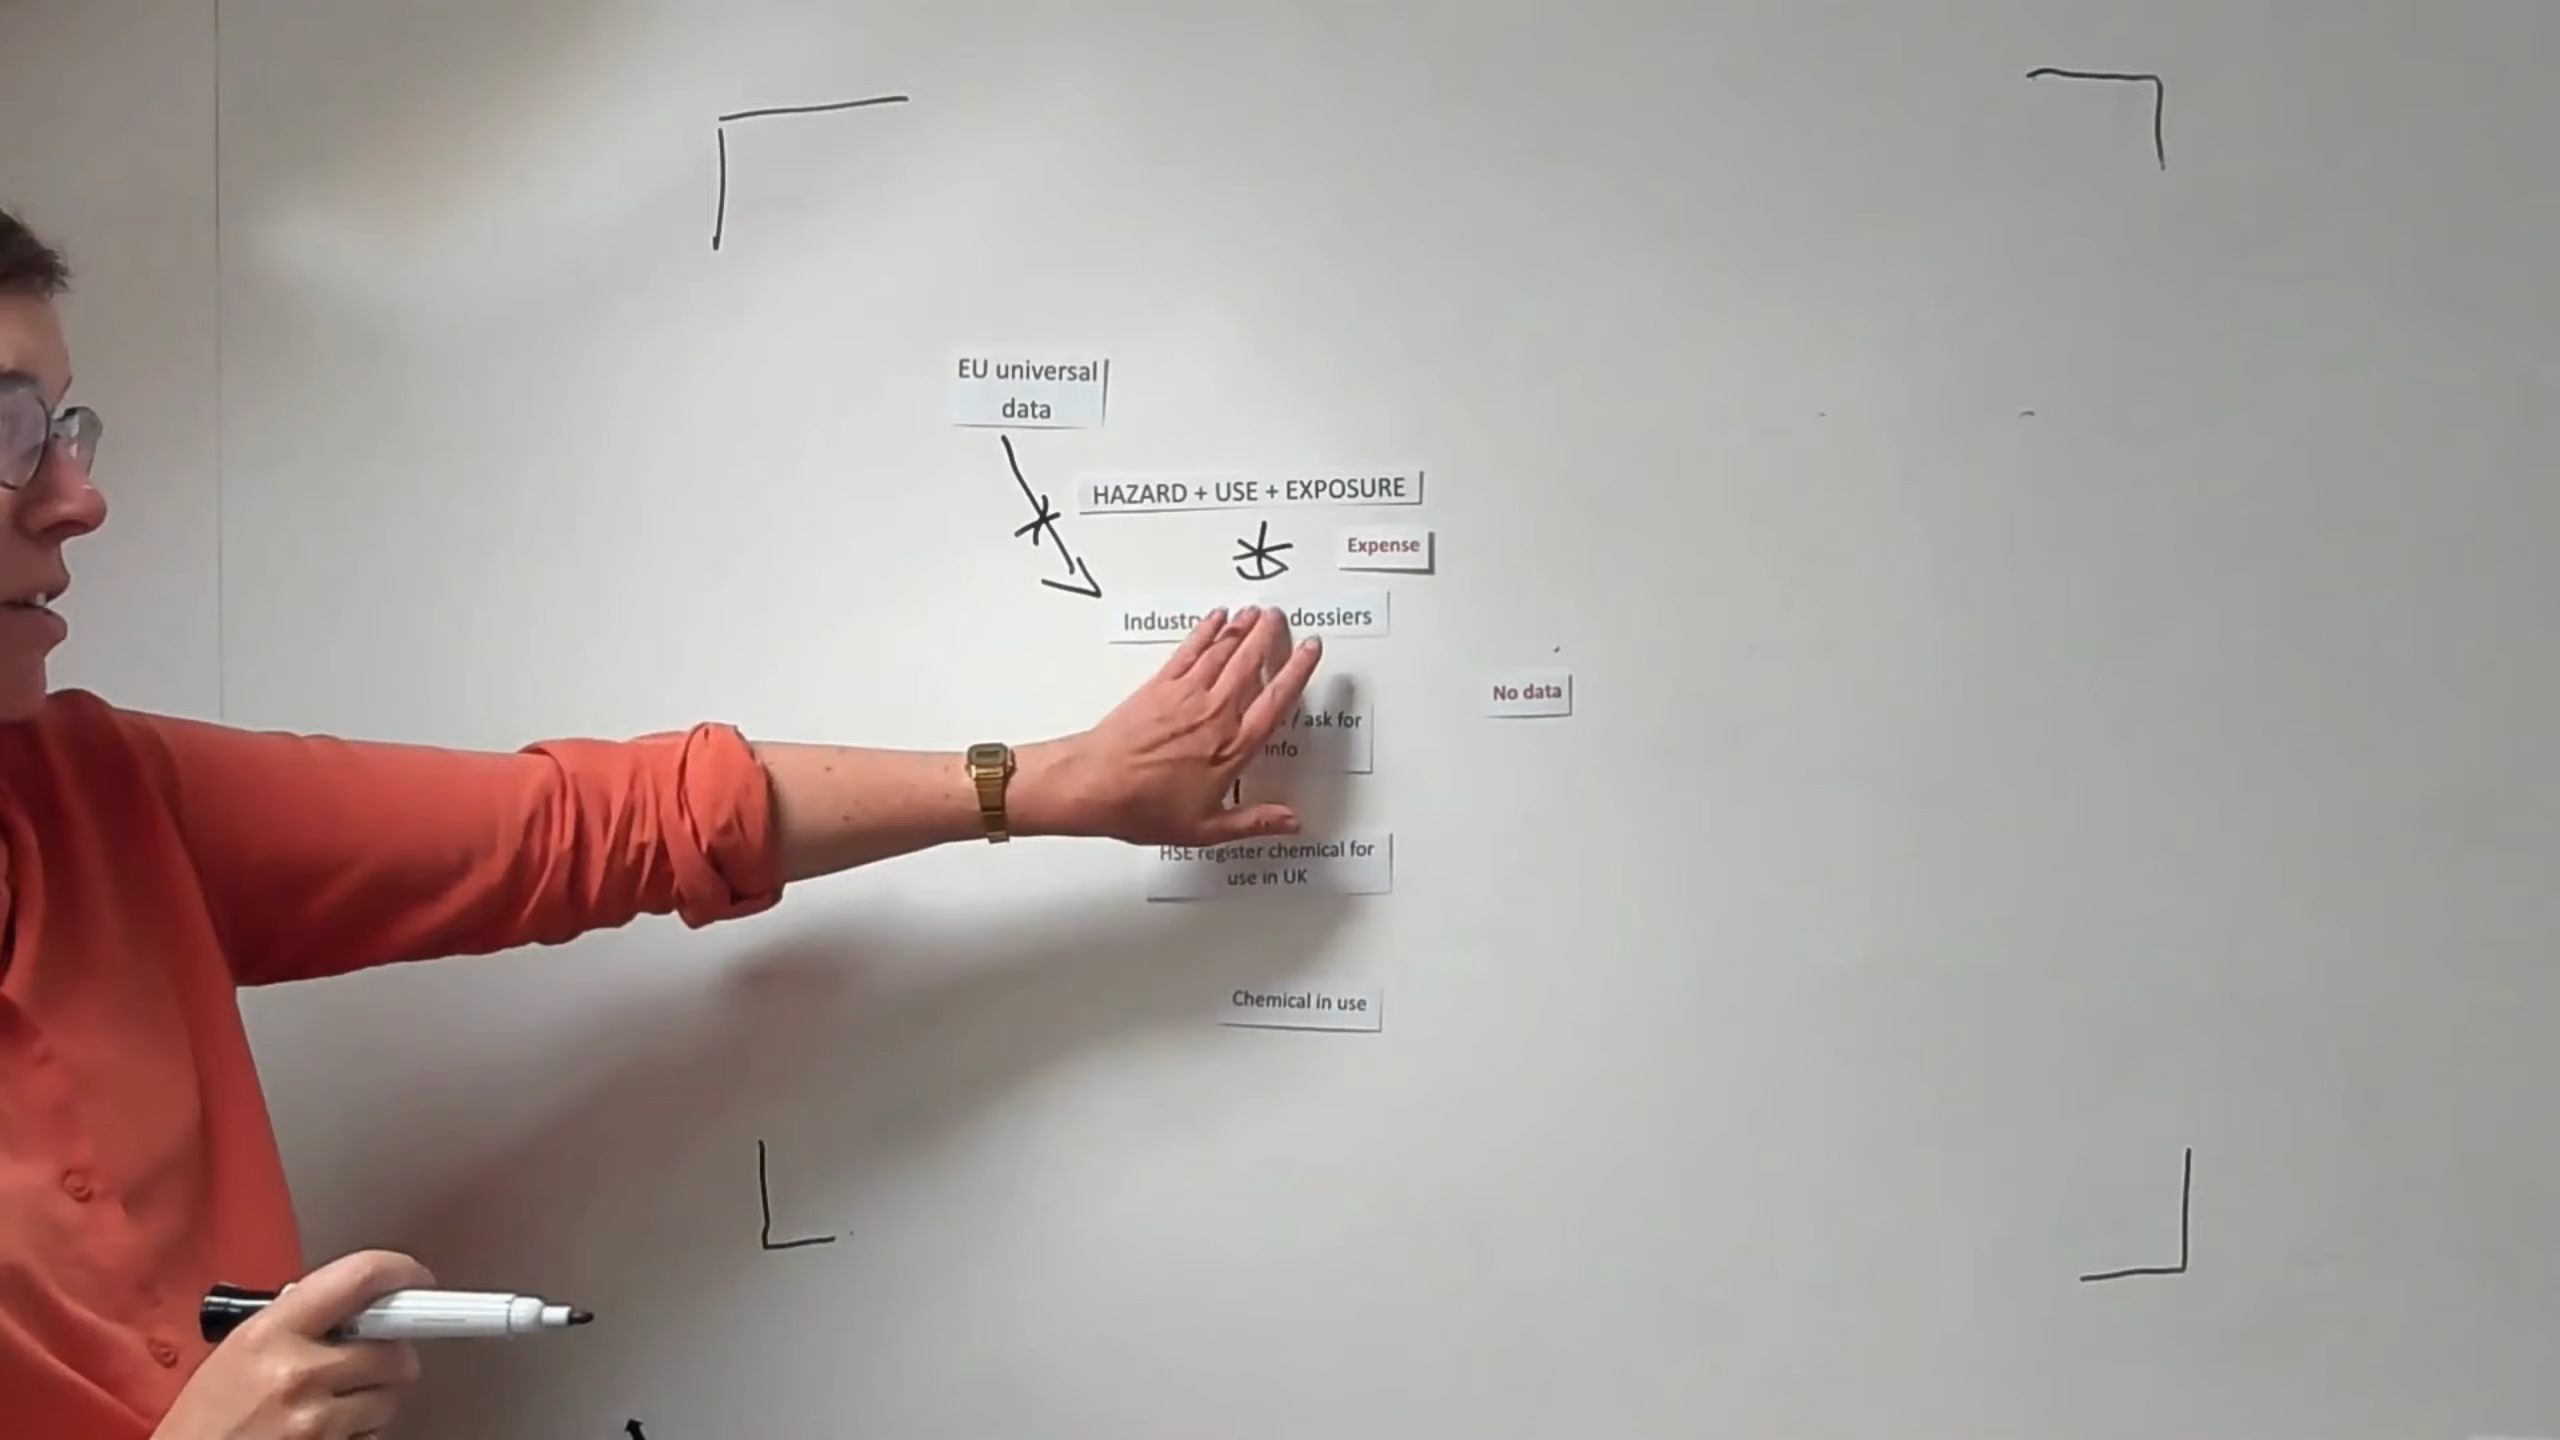 EU universal
data
HAZARD + USE + EXPOSURE
Expense
dossiers
No data
/ ask for
info
HSE register chemical for
use in UK
Chemical in use